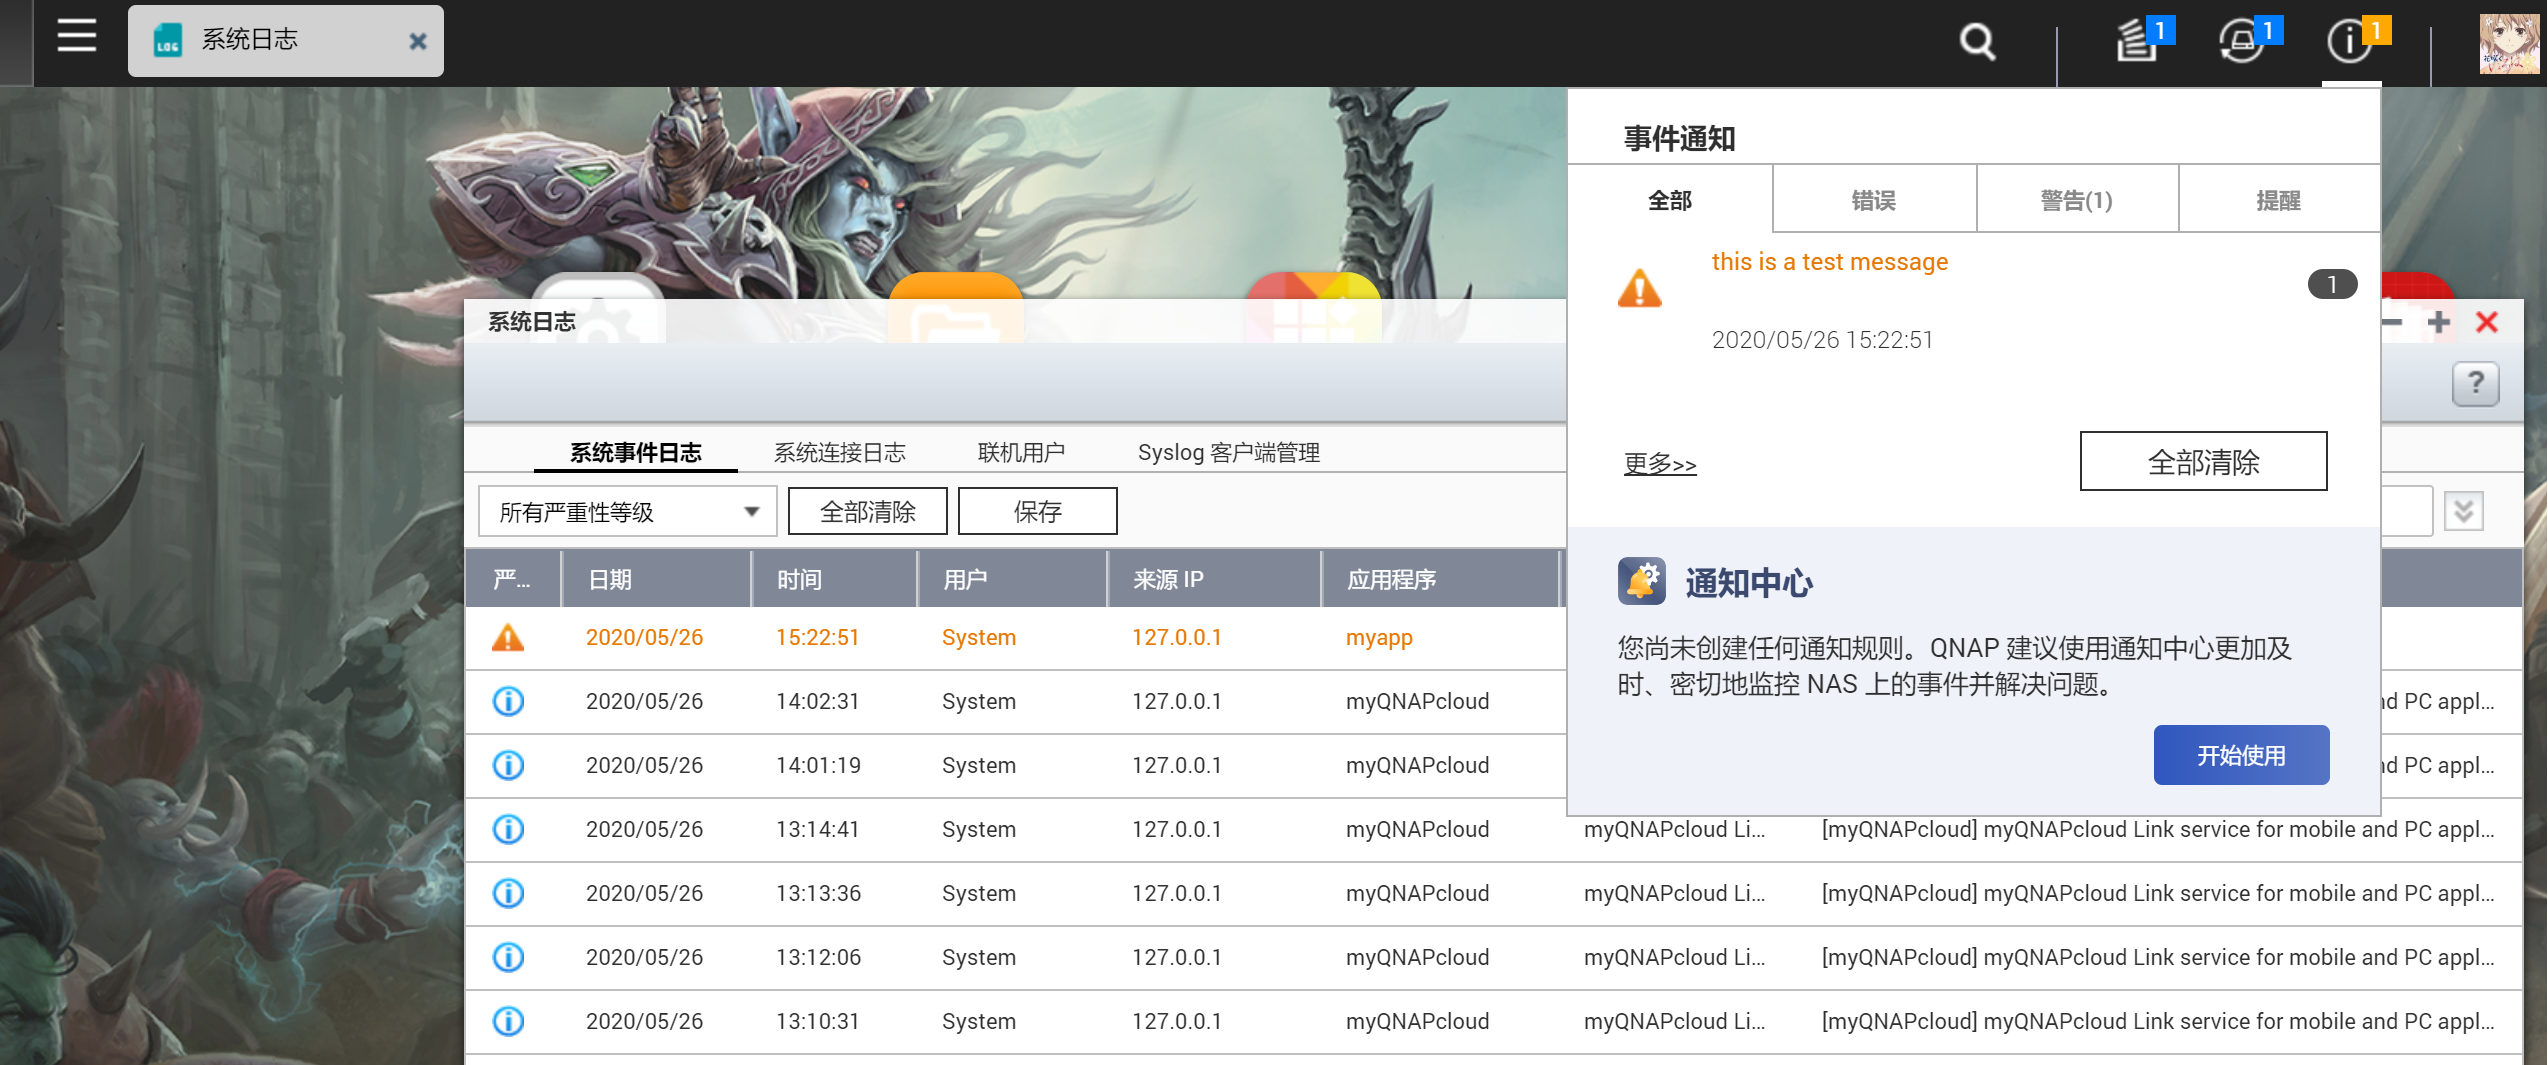 LOG 系统日志
1
1
1
事件通知
全部 错误 警告(1) 提醒
this is a test message
1
2020/05/26 15:22:51
更多>>
全部清除
通知中心
您尚未创建任何通知规则。QNAP 建议使用通知中心更加及
时、密切地监控 NAS 上的事件并解决问题。
开始使用
系统日志
?
系统事件日志 系统连接日志 联机用户 Syslog 客户端管理
所有严重性等级 全部清除 保存
严... 日期 时间 用户 来源 IP 应用程序
2020/05/26 15:22:51 System 127.0.0.1 myapp
2020/05/26 14:02:31 System 127.0.0.1 myQNAPcloud PC appl...
2020/05/26 14:01:19 System 127.0.0.1 myQNAPcloud PC appl...
2020/05/26 13:14:41 System 127.0.0.1 myQNAPcloud myQNAPcloud Li... [myQNAPcloud] myQNAPcloud Link service for mobile and PC appl...
2020/05/26 13:13:36 System 127.0.0.1 myQNAPcloud myQNAPcloud Li... [myQNAPcloud] myQNAPcloud Link service for mobile and PC appl...
2020/05/26 13:12:06 System 127.0.0.1 myQNAPcloud myQNAPcloud Li... [myQNAPcloud] myQNAPcloud Link service for mobile and PC appl...
2020/05/26 13:10:31 System 127.0.0.1 myQNAPcloud myQNAPcloud Li... [myQNAPcloud] myQNAPcloud Link service for mobile and PC appl...